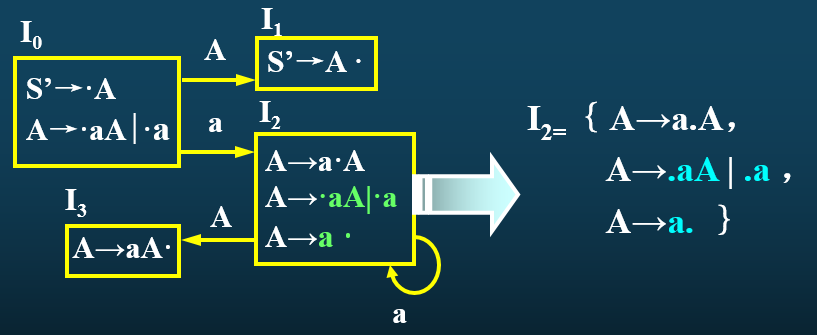 I0
S’→·A
A→·aA|·a
A
a
I1
S’→A·
I2
A→a·A
A→·aA|·a
A→a·
I3
A→aA·
A
a
I2= { A→a.A,
A→.aA | .a ,
A→a. }